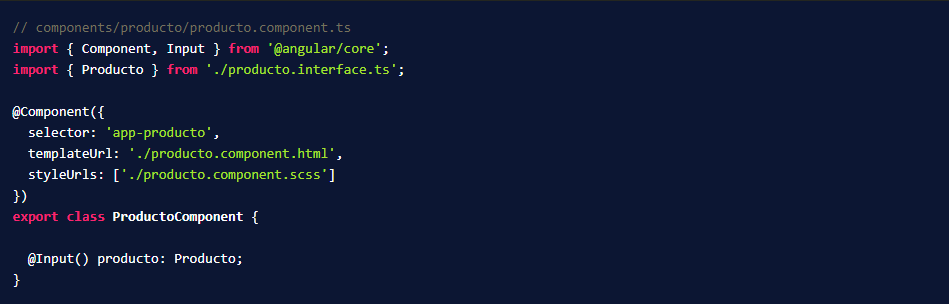 // components/producto/producto.component.ts
import { Component, Input } from '@angular/core';
import { Producto } from './producto.interface.ts';

@Component({
  selector: 'app-producto',
  templateUrl: './producto.component.html',
  styleUrls: ['./producto.component.scss']
})
export class ProductoComponent {

  @Input() producto: Producto;
}